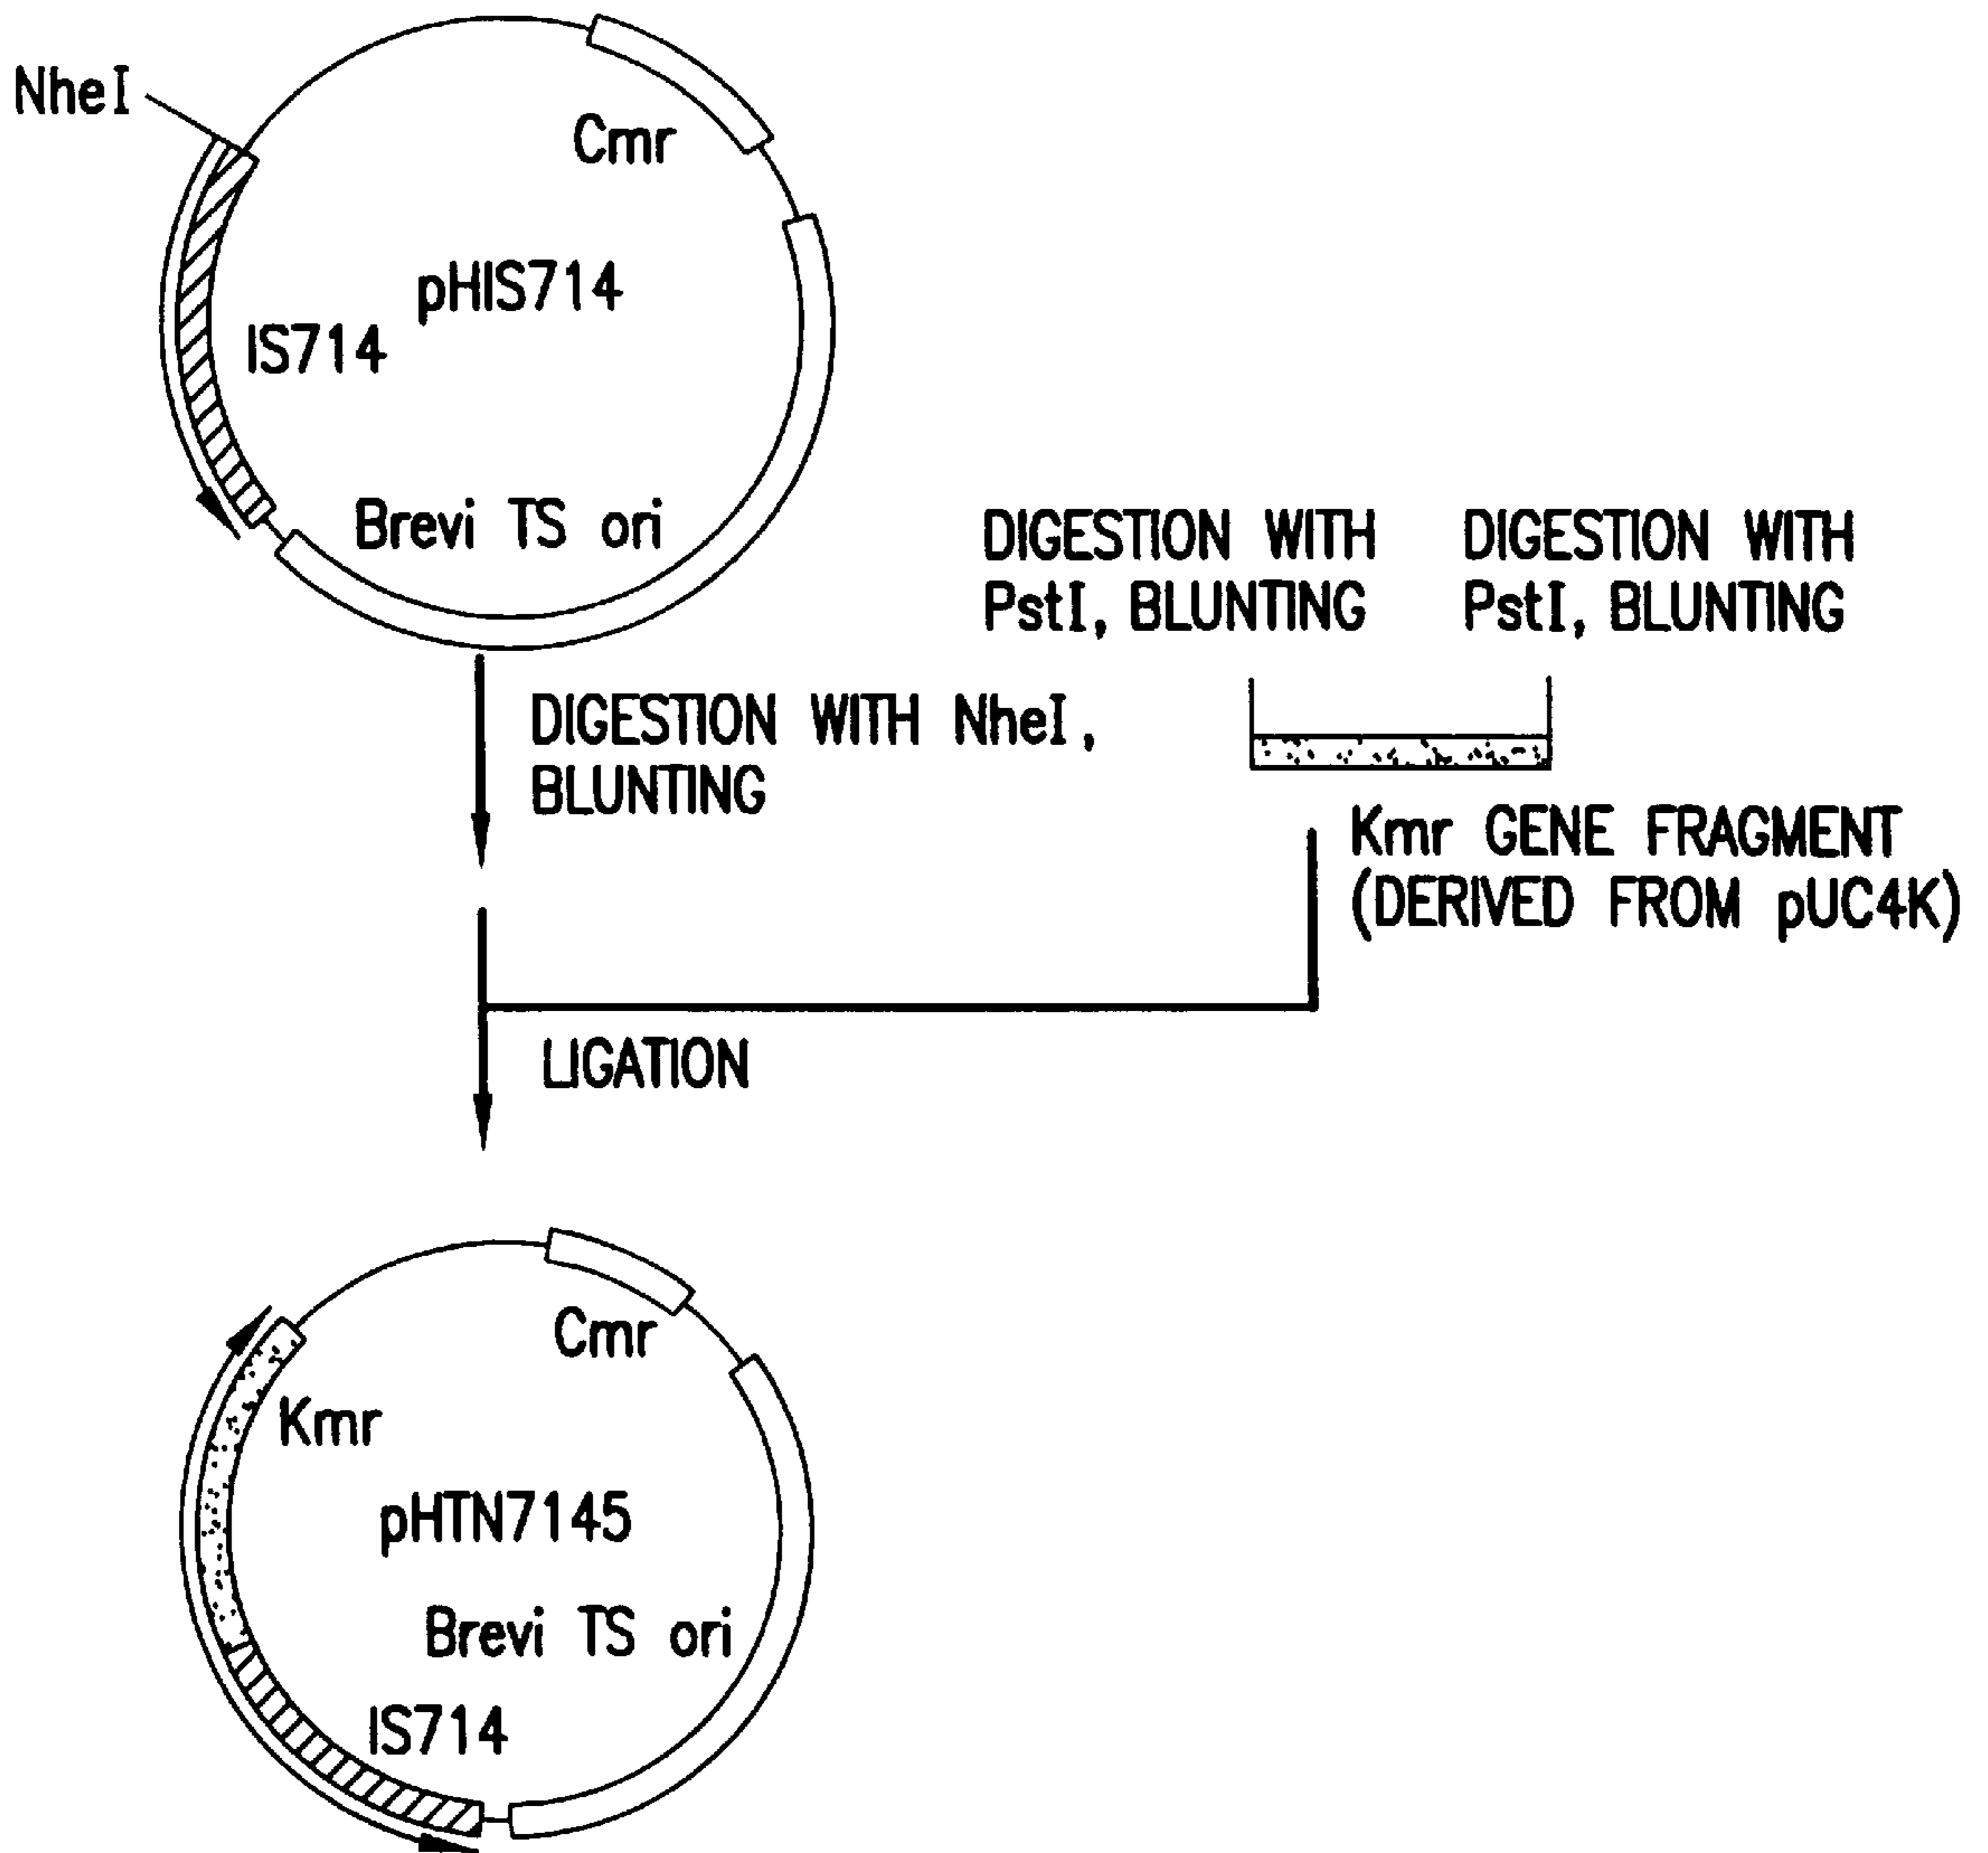 NheI
Cmr
pHIS714
IS714
Brevi TS ori
DIGESTION WITH
PstI, BLUNTING
DIGESTION WITH
PstI, BLUNTING
DIGESTION WITH NheI,
BLUNTING
Kmr GENE FRAGMENT
(DERIVED FROM pUC4K)
LIGATION
Cmr
Kmr
pHTN7145
Brevi TS ori
IS714